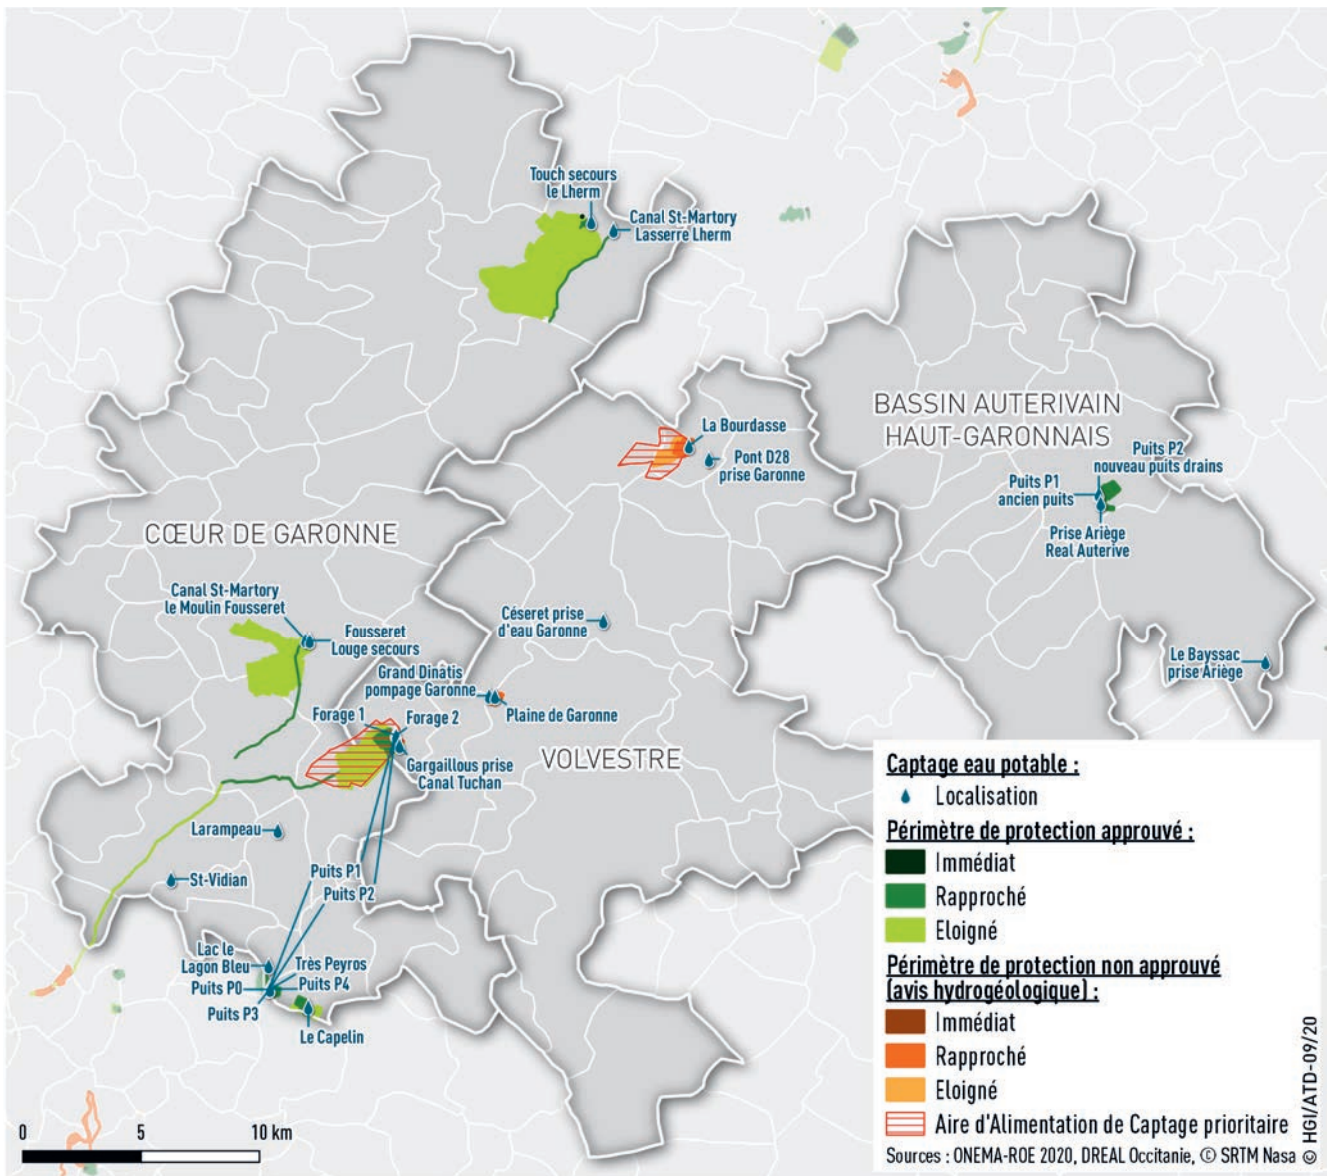 Touch secours
le Lherm
Canal St-Martory
Lasserre Lherm
BASSIN AUTERIVAIN
HAUT-GARONNAIS
La Bourdasse
Pont D28
prise Garonne
Puits P2
nouveau puits drains
Puits P1
ancien puits
Prise Ariège
Real Auterive
CŒUR DE GARONNE
Canal St-Martory
le Moulin Fousseret
Fousseret
Louge secours
Céseret prise
d'eau Garonne
Le Bayssac
prise Ariège
Grand Dinatis
pompage Garonne
Plaine de Garonne
Forage 1
Forage 2
Gargaillous prise
Canal Tuchan
VOLVESTRE
Larampeau
St-Vidian
Puits P1
Puits P2
Lac le
Lagon Bleu
Très Peyros
Puits P0
Puits P4
Puits P3
Le Capelin
Captage eau potable :
Localisation
Périmètre de protection approuvé :
Immédiat
Rapproché
Eloigné
Périmètre de protection non approuvé
(avis hydrogéologique) :
Immédiat
Rapproché
Eloigné
Aire d'Alimentation de Captage prioritaire
Sources : ONEMA-ROE 2020, DREAL Occitanie, © SRTM Nasa
© HGI/ATD-09/20
0 5 10 km